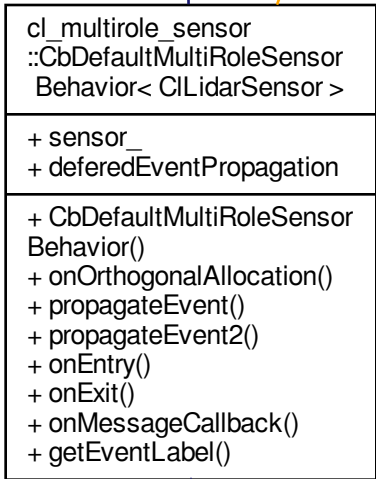 cl_multirole_sensor
::CbDefaultMultiRoleSensor
Behavior< ClLidarSensor >
+ sensor_
+ deferedEventPropagation
+ CbDefaultMultiRoleSensor
Behavior()
+ onOrthogonalAllocation()
+ propagateEvent()
+ propagateEvent2()
+ onEntry()
+ onExit()
+ onMessageCallback()
+ getEventLabel()